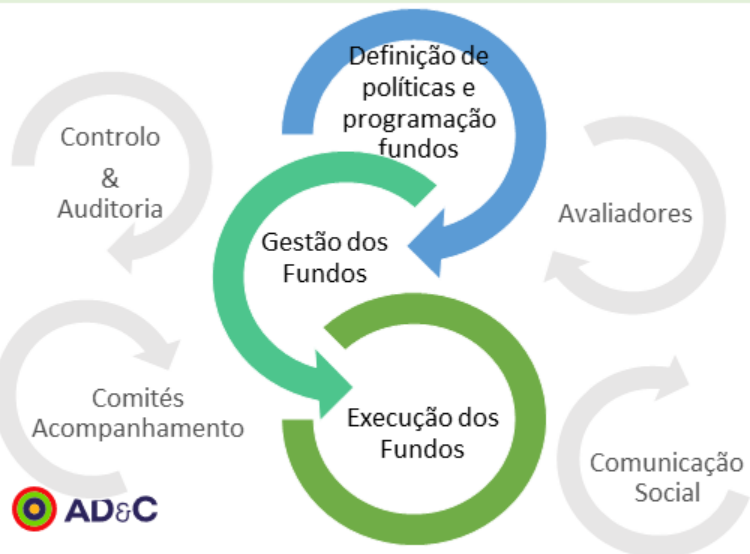 Definição de
políticas e
programação
fundos
Controlo
&
Auditoria
Avaliadores
Gestão dos
Fundos
Comités
Acompanhamento
Execução dos
Fundos
Comunicação
Social
AD&C